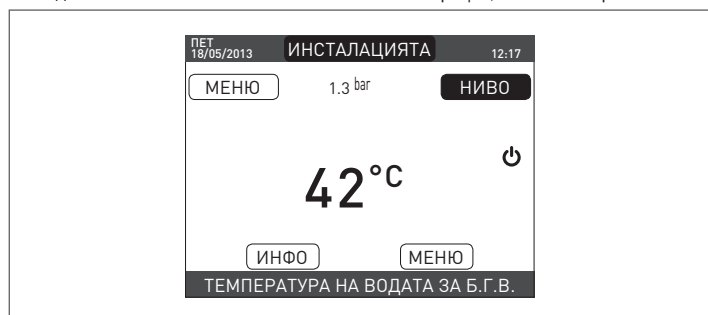 ПЕТ
18/05/2013 ИНСТАЛАЦИЯТА 12:17
МЕНЮ 1.3 bar НИВО
42°C
ИНФО МЕНЮ
ТЕМПЕРАТУРА НА ВОДАТА ЗА Б.Г.В.